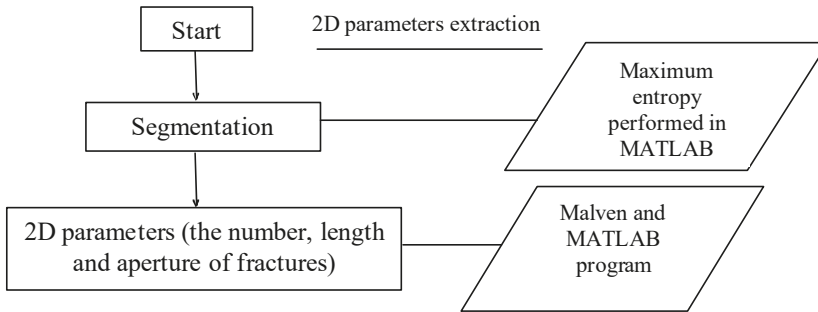 Start
2D parameters extraction
Segmentation
Maximum
entropy
performed in
MATLAB
2D parameters (the number, length
and aperture of fractures)
Malven and
MATLAB
program